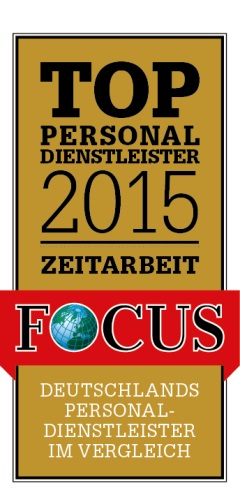 TOP
PERSONAL
DIENSTLEISTER
2015
ZEITARBEIT
FOCUS
DEUTSCHLANDS
PERSONAL-
DIENSTLEISTER
IM VERGLEICH